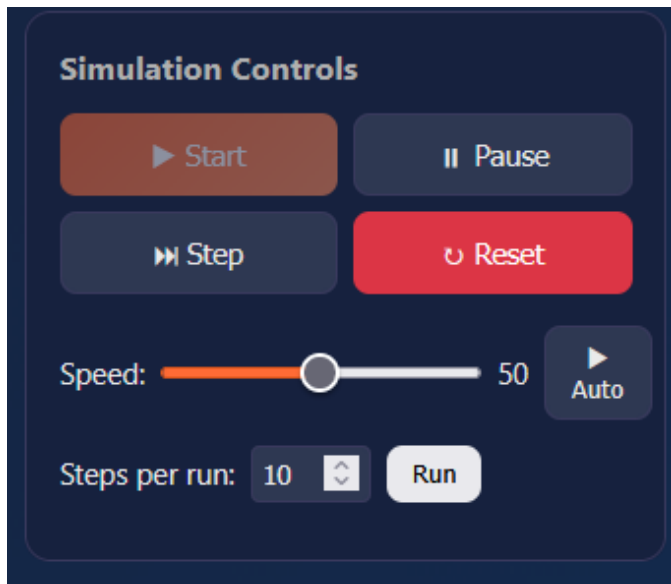 Simulation Controls
▶ Start
⏸ Pause
⏭ Step
↻ Reset
Speed: 50
▶
Auto
Steps per run: 10 Run